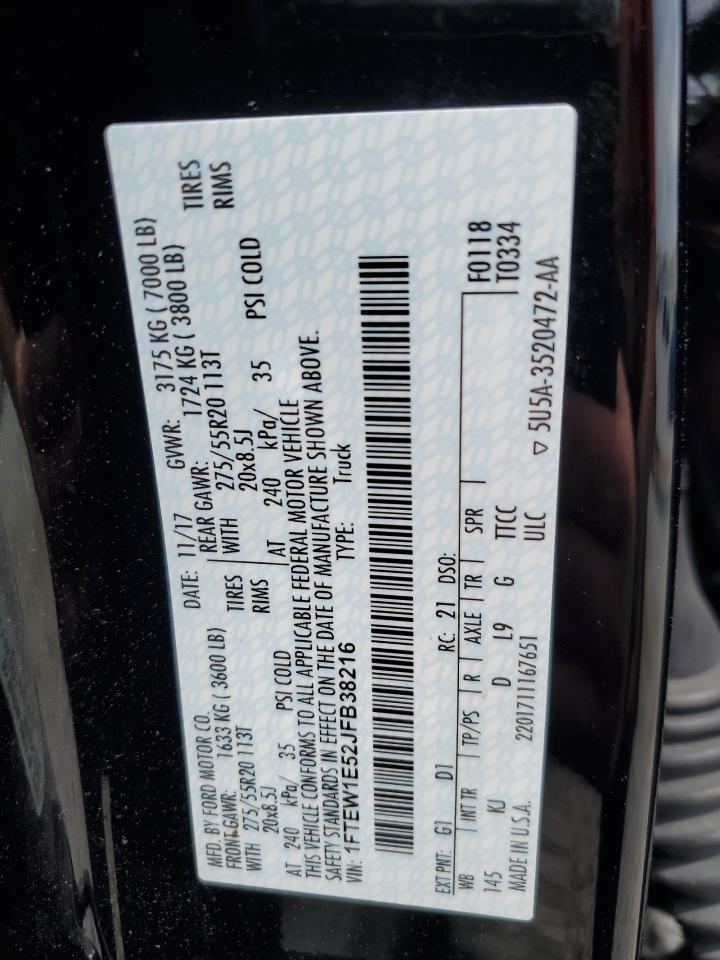 MFD. BY FORD MOTOR CO. DATE: 11/17 GVWR: 3175 KG ( 7000 LB)
FRONT GAWR: 1633 KG ( 3600 LB) REAR GAWR: 1724 KG ( 3800 LB)
WITH 275/55R20 113T TIRES WITH 275/55R20 113T TIRES
20x8.5J RIMS 20x8.5J RIMS
AT 240 kPa/ 35 PSI COLD AT 240 kPa/ 35 PSI COLD
THIS VEHICLE CONFORMS TO ALL APPLICABLE FEDERAL MOTOR VEHICLE
SAFETY STANDARDS IN EFFECT ON THE DATE OF MANUFACTURE SHOWN ABOVE.
VIN: 1FTEW1E52JFB38216 TYPE: Truck
EXT PNT: G1 D1 RC: 21 DSO: F0118
WB INT TR TP/PS R AXLE TR SPR T0334
145 KJ D L9 G TTCC
ULC
MADE IN U.S.A. 2201711167651 ▽ 5U5A-3520472-AA